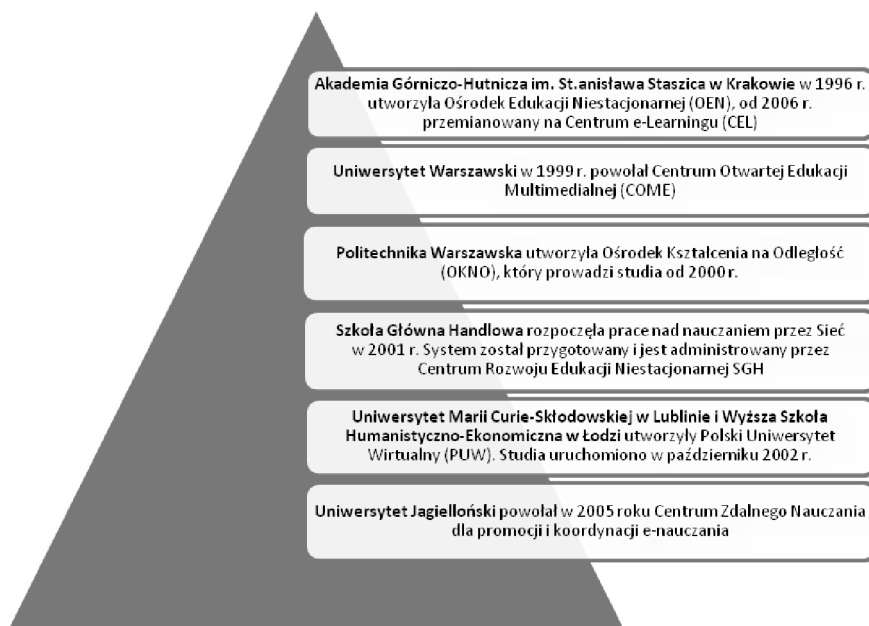 Akademia Górniczo-Hutnicza im. St.anisława Staszica w Krakowie w 1996 r.
utworzyła Ośrodek Edukacji Niestacjonarnej (OEN), od 2006 r.
przemianowany na Centrum e-Learningu (CEL)
Uniwersytet Warszawski w 1999 r. powołał Centrum Otwartej Edukacji
Multimedialnej (COME)
Politechnika Warszawska utworzyła Ośrodek Kształcenia na Odległość
(OKNO), który prowadzi studia od 2000 r.
Szkoła Główna Handlowa rozpoczęła prace nad nauczaniem przez Sieć
w 2001 r. System został przygotowany i jest administrowany przez
Centrum Rozwoju Edukacji Niestacjonarnej SGH
Uniwersytet Marii Curie-Skłodowskiej w Lublinie i Wyższa Szkoła
Humanistyczno-Ekonomiczna w Łodzi utworzyły Polski Uniwersytet
Wirtualny (PUW). Studia uruchomiono w październiku 2002 r.
Uniwersytet Jagielloński powołał w 2005 roku Centrum Zdalnego Nauczania
dla promocji i koordynacji e-nauczania